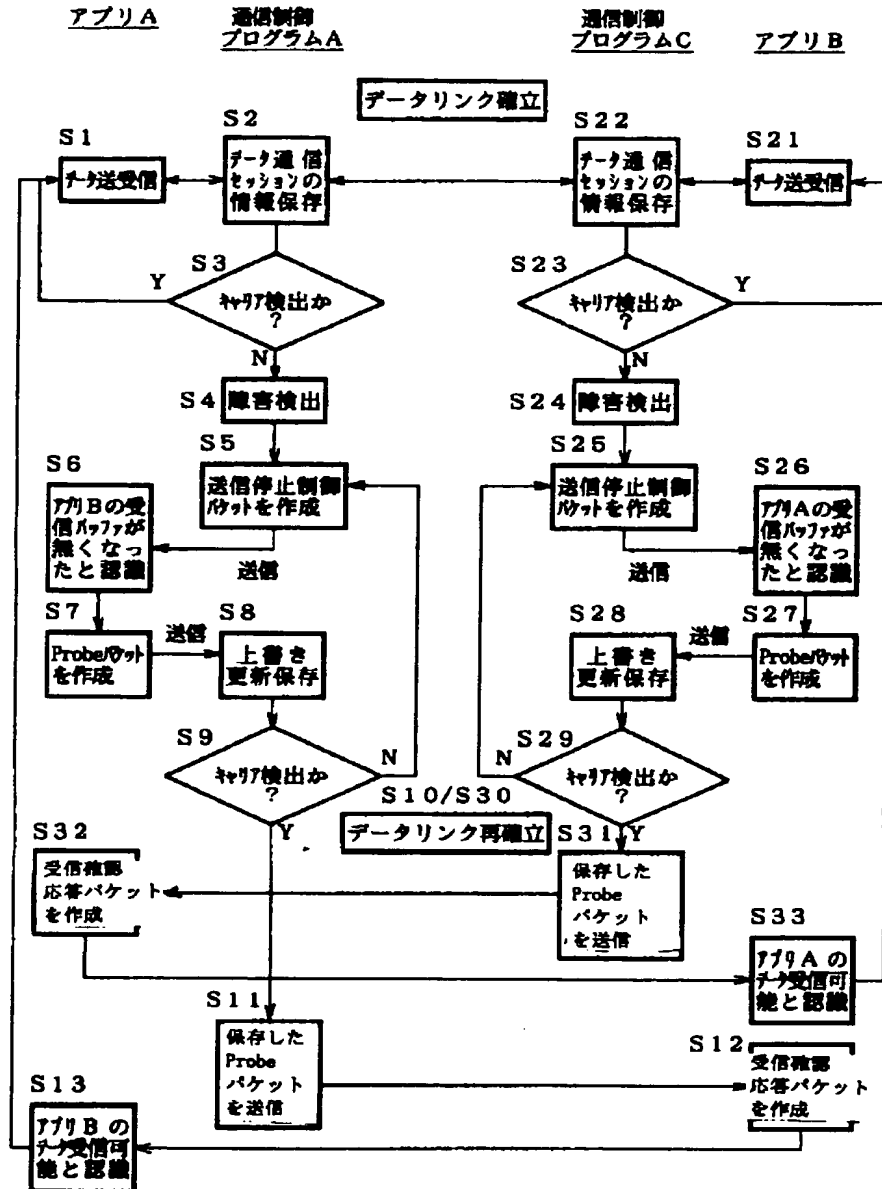 アプリA
通信制御
プログラムA
通信制御
プログラムC
アプリB
データリンク確立
S1
データ送受信
S2
データ通信
セッションの
情報保存
S22
データ通信
セッションの
情報保存
S21
データ送受信
S3
キャリア検出か
?
Y
N
S23
キャリア検出か
?
Y
N
S4
障害検出
S24
障害検出
S5
送信停止制御
パケットを作成
S25
送信停止制御
パケットを作成
S6
アプリBの受
信バッファが
無くなっ
たと認識
送信
S26
アプリAの受
信バッファが
無くなっ
たと認識
送信
S7
Probeパケット
を作成
送信
S8
上書き
更新保存
S28
上書き
更新保存
送信
S27
Probeパケット
を作成
S9
キャリア検出か
?
N
Y
S29
キャリア検出か
?
N
Y
S10/S30
データリンク再確立
S32
受信確認
応答パケット
を作成
S31
保存した
Probe
パケット
を送信
S33
アプリAの
データ受信可
能と認識
S11
保存した
Probe
パケット
を送信
S12
受信確認
応答パケット
を作成
S13
アプリBの
データ受信可
能と認識